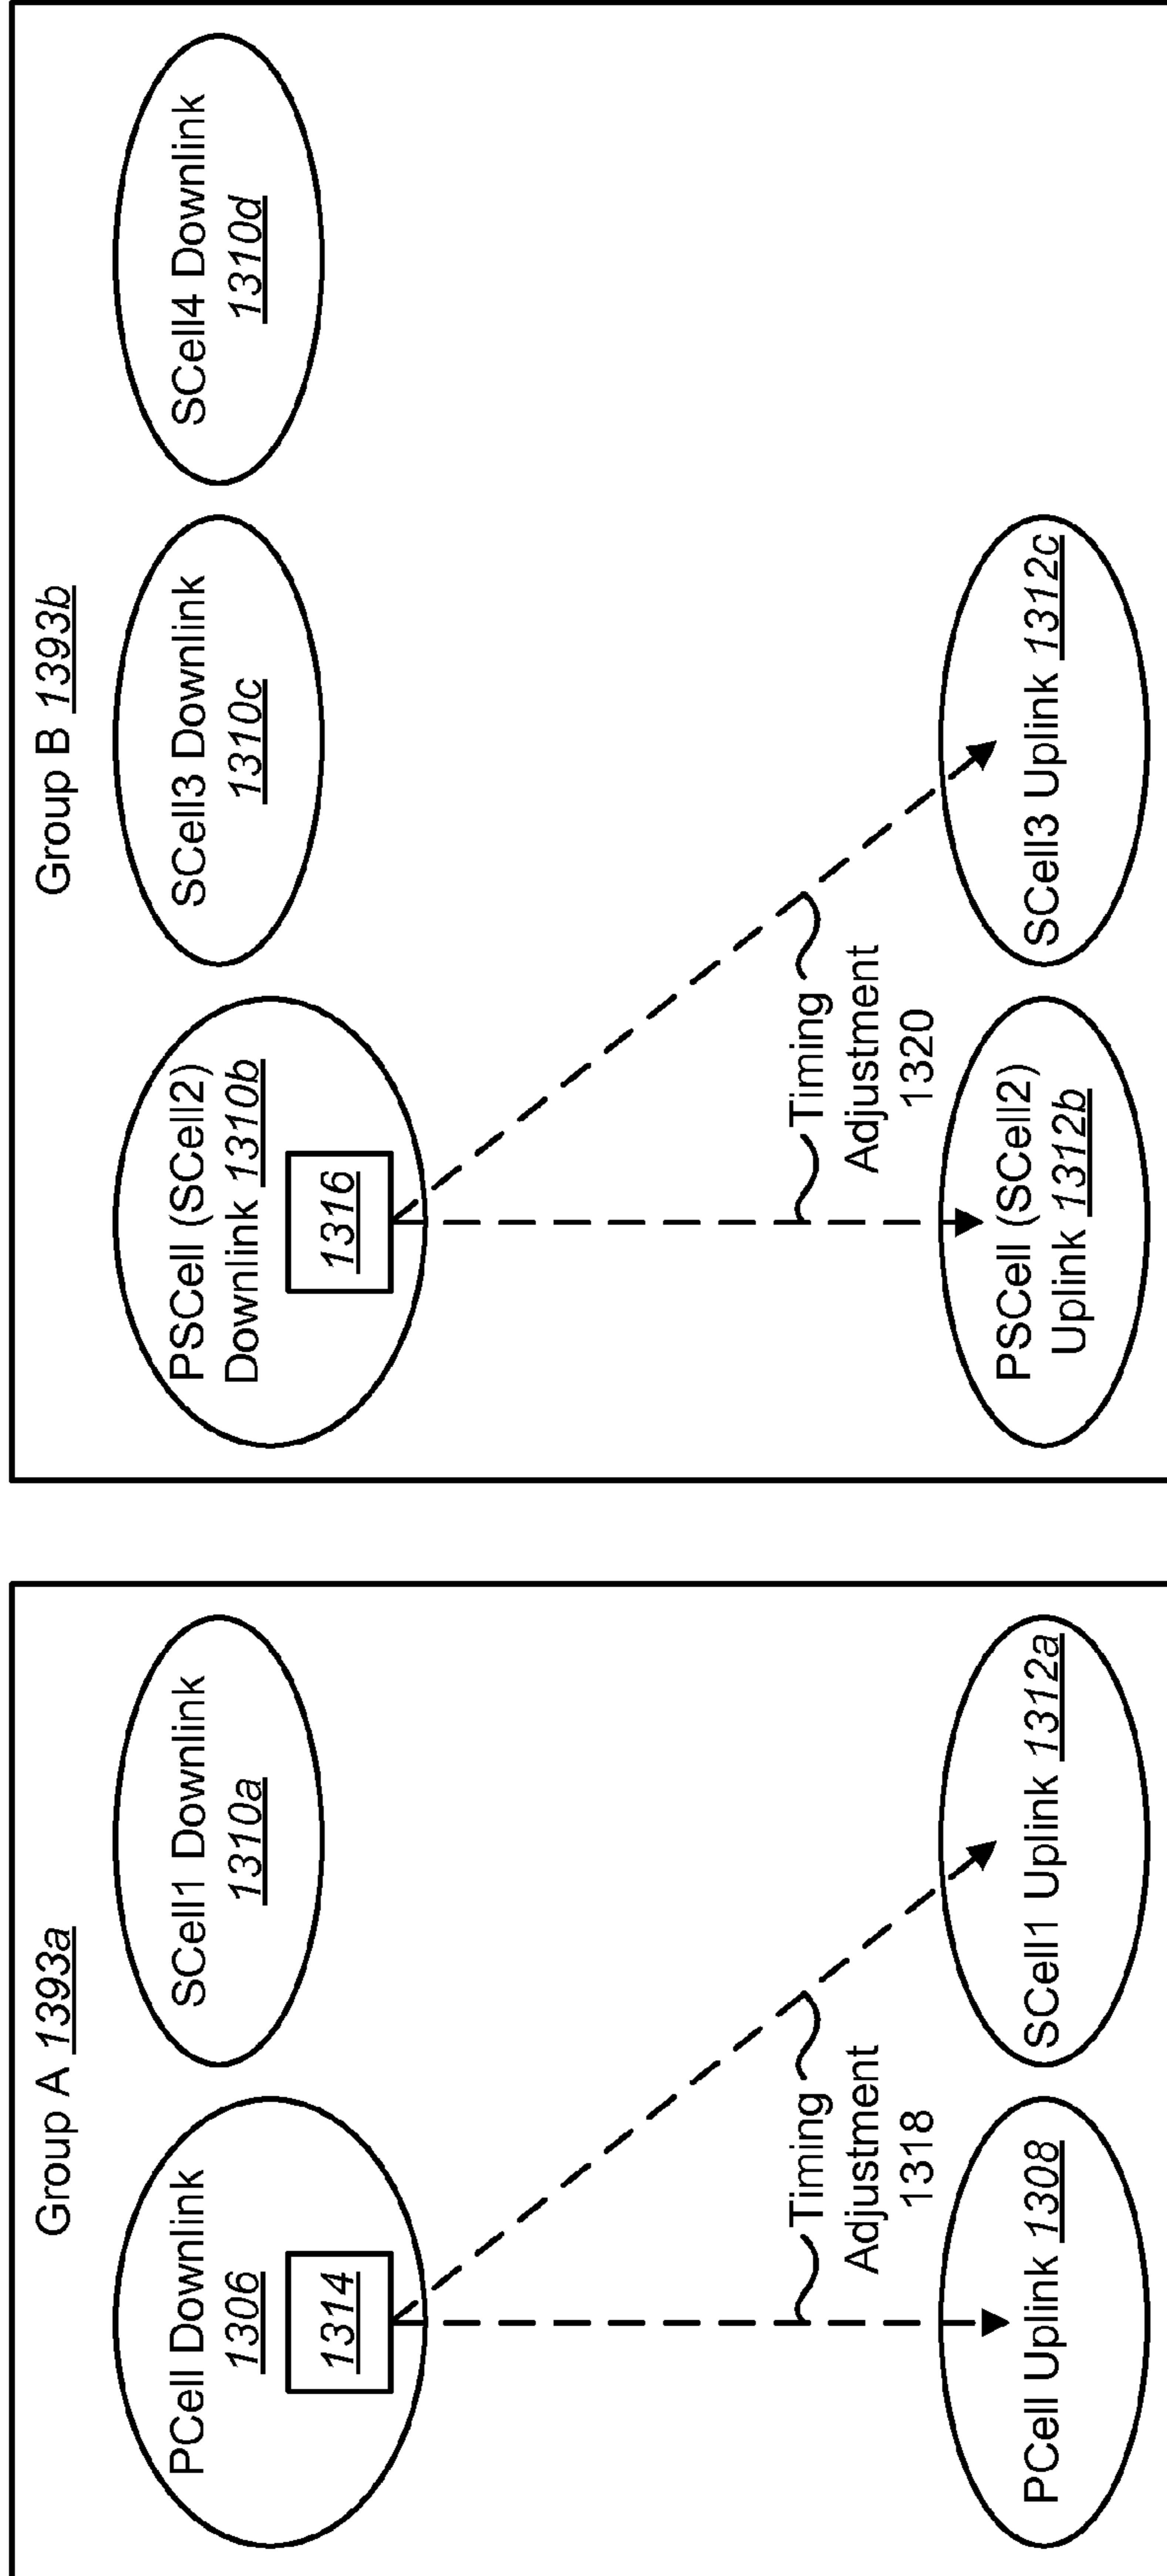 Group A 1393a
PCell Downlink
1306
1314
SCell1 Downlink
1310a
Timing
Adjustment
1318
PCell Uplink 1308
SCell1 Uplink 1312a
Group B 1393b
PSCell (SCell2)
Downlink 1310b
1316
SCell3 Downlink
1310c
SCell4 Downlink
1310d
Timing
Adjustment
1320
PSCell (SCell2)
Uplink 1312b
SCell3 Uplink 1312c